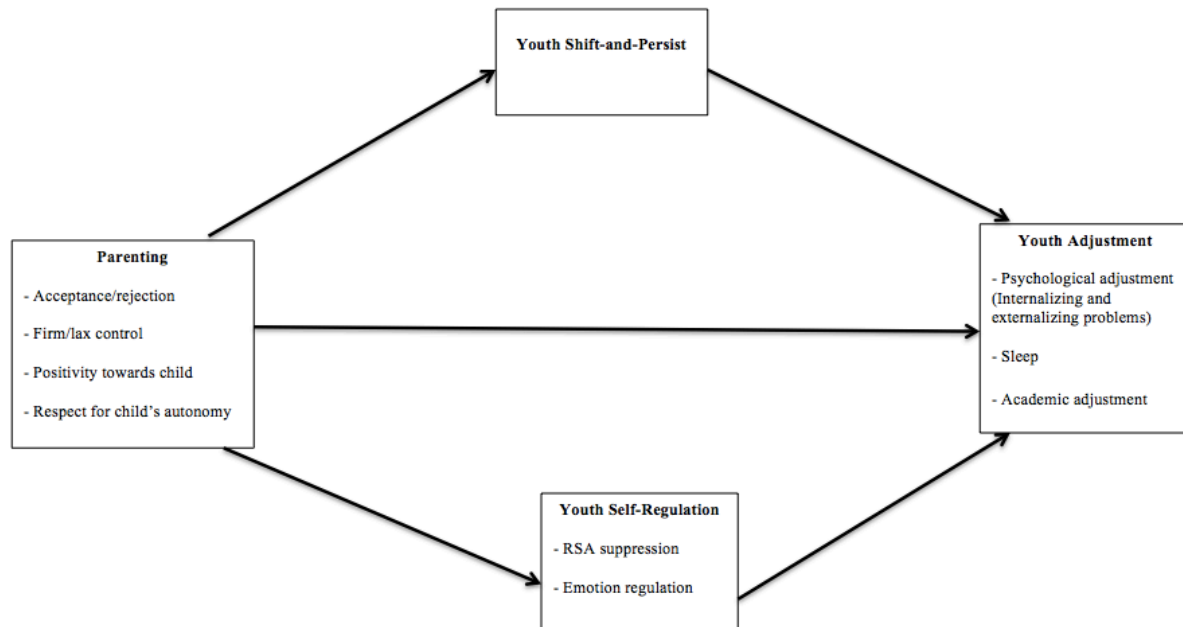 Youth Shift-and-Persist
Parenting
- Acceptance/rejection
- Firm/lax control
- Positivity towards child
- Respect for child’s autonomy
Youth Adjustment
- Psychological adjustment
(Internalizing and
externalizing problems)
- Sleep
- Academic adjustment
Youth Self-Regulation
- RSA suppression
- Emotion regulation